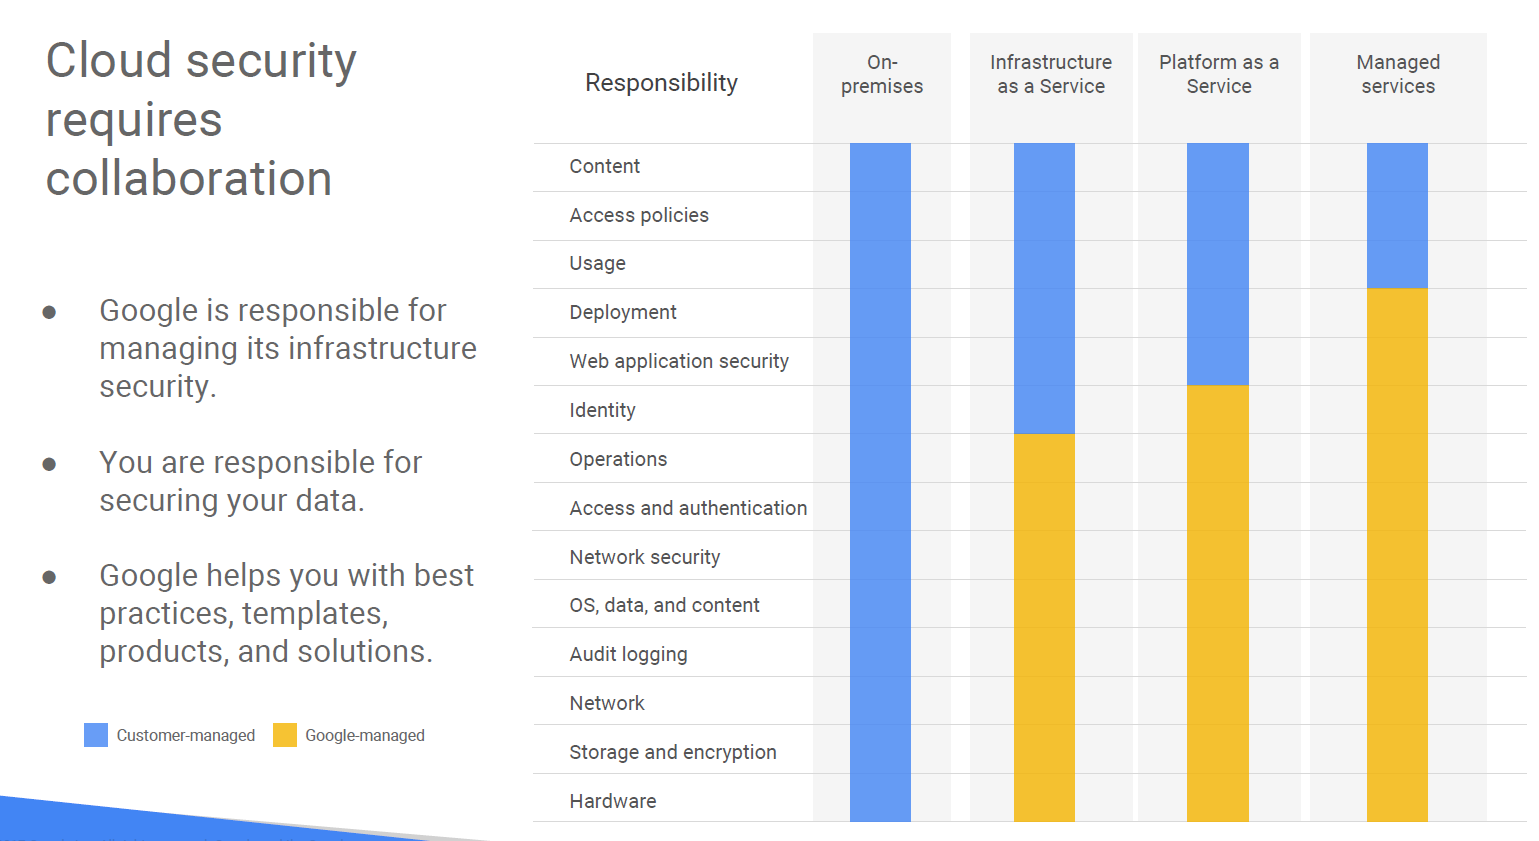 Cloud security
requires
collaboration
● Google is responsible for
managing its infrastructure
security.
● You are responsible for
securing your data.
● Google helps you with best
practices, templates,
products, and solutions.
Customer-managed
Google-managed
Responsibility
On-
premises
Infrastructure
as a Service
Platform as a
Service
Managed
services
Content
Access policies
Usage
Deployment
Web application security
Identity
Operations
Access and authentication
Network security
OS, data, and content
Audit logging
Network
Storage and encryption
Hardware